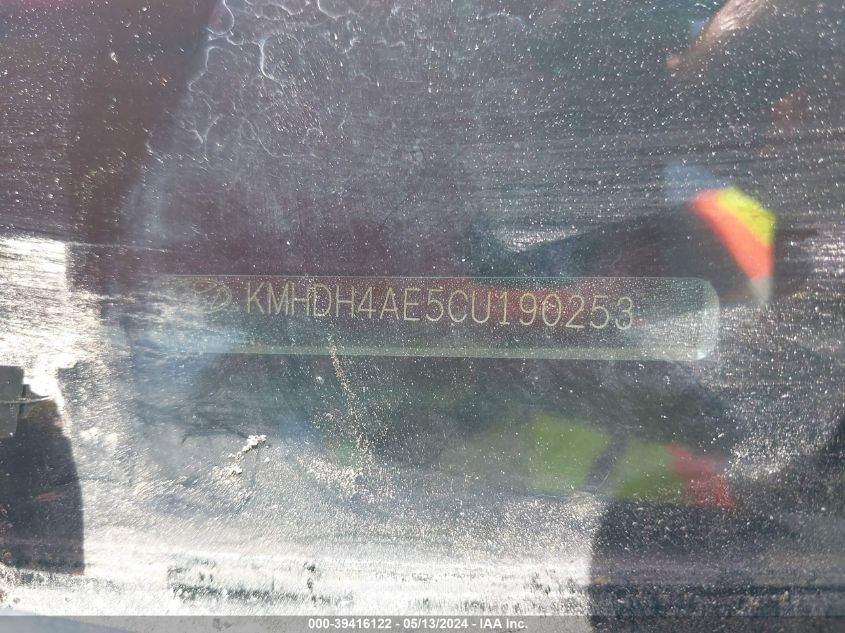 KMHDH4AE5CU190253
000-39416122 - 05/13/2024 - IAA Inc.